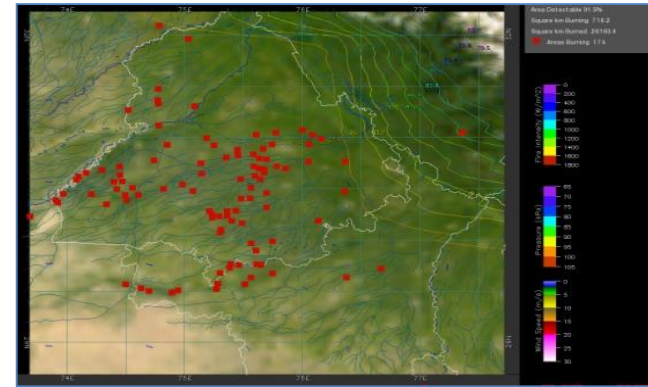 Area Detectable 91.9%
Square km Burning 718.2
Square km Burned 26163.4
Areas Burning 174
Fire Intensity (W/m^2)
0
200
400
600
800
1000
1200
1400
1600
1800
Pressure (kPa)
65
70
75
80
85
90
95
100
105
Wind Speed (m/s)
0
5
10
15
20
25
30
74E
75E
76E
77E